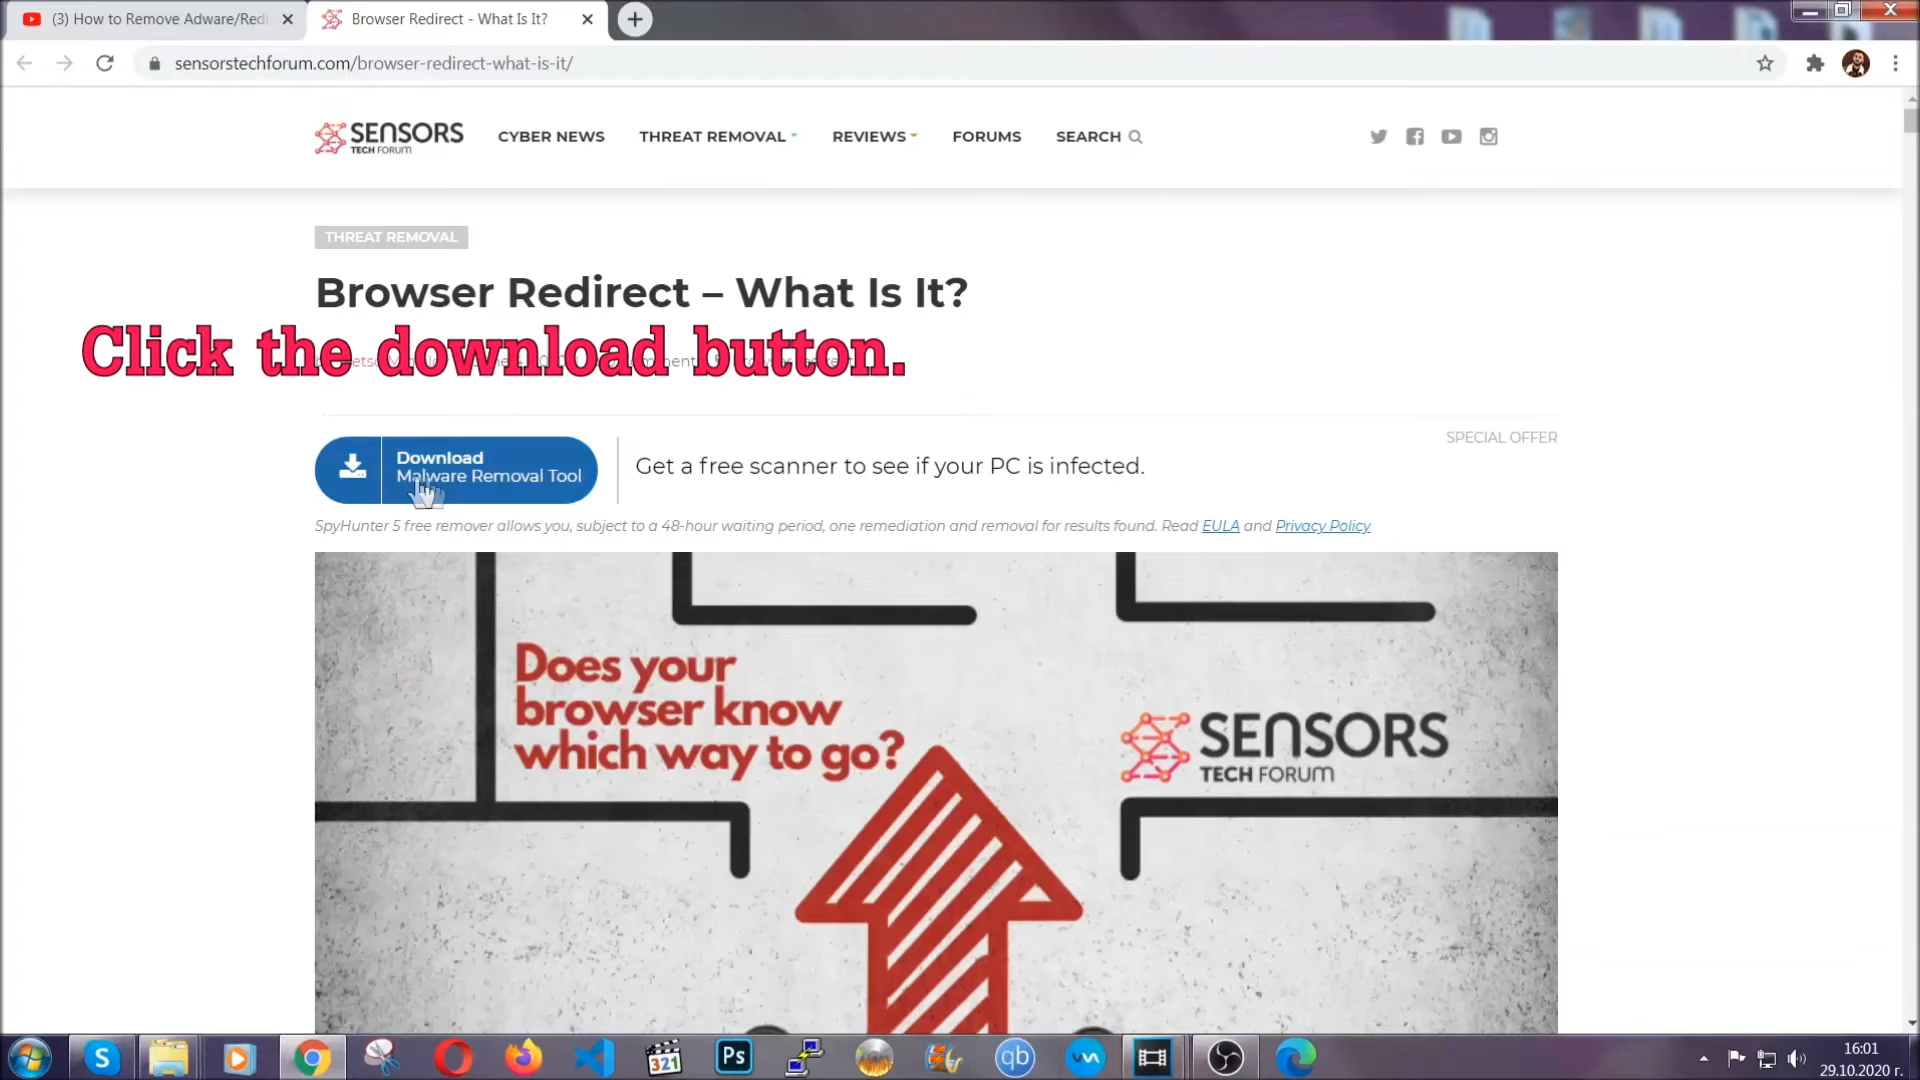 (3) How to Remove Adware/Redi
Browser Redirect - What Is It?
sensorstechforum.com/browser-redirect-what-is-it/
SENSORS
TECH FORUM
CYBER NEWS
THREAT REMOVAL
REVIEWS
FORUMS
SEARCH
THREAT REMOVAL
Browser Redirect – What Is It?
Click the download button.
SPECIAL OFFER
Download
Malware Removal Tool
Get a free scanner to see if your PC is infected.
SpyHunter 5 free remover allows you, subject to a 48-hour waiting period, one remediation and removal for results found. Read EULA and Privacy Policy
Does your
browser know
which way to go?
SENSORS
TECH FORUM
S
321
Ps
qb
16:01
29.10.2020 г.